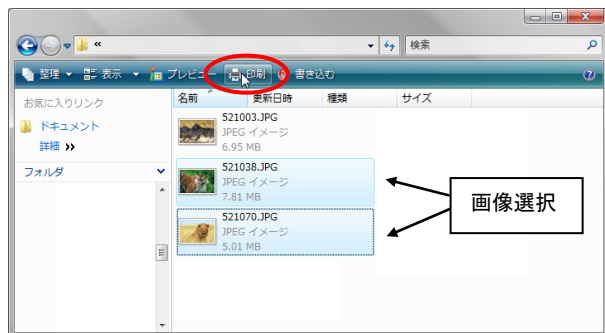 «
検索
整理 表示 プレビュー 印刷 書き込む
お気に入りリンク
ドキュメント
詳細 »
フォルダ
名前 更新日時 種類 サイズ
521003.JPG
JPEG イメージ
6.95 MB
521038.JPG
JPEG イメージ
7.81 MB
521070.JPG
JPEG イメージ
5.01 MB
画像選択